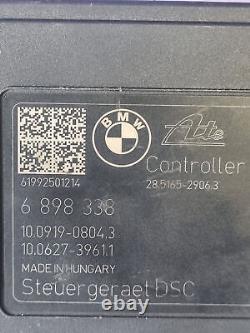 BMW
Ate
Controller
61992501214
28.5165-2906.3
6 898 338
10.0919-0804.3
10.0627-3961.1
MADE IN HUNGARY
Steuergerael DSC